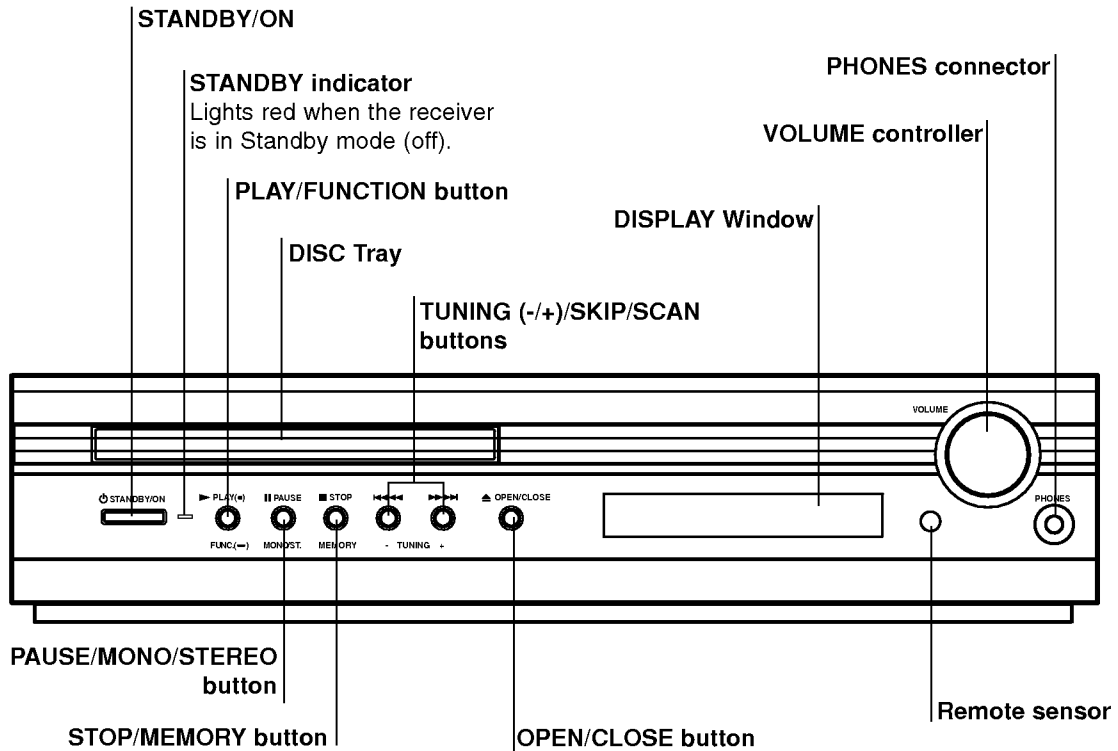 STANDBY/ON
STANDBY indicator
Lights red when the receiver
is in Standby mode (off).
PLAY/FUNCTION button
DISC Tray
TUNING (-/+)/SKIP/SCAN
buttons
PHONES connector
VOLUME controller
DISPLAY Window
VOLUME
STANDBY/ON
PLAY(■)
PAUSE
STOP
OPEN/CLOSE
PHONES
FUNC.(━)
MONO/ST.
MEMORY
- TUNING +
PAUSE/MONO/STEREO
button
STOP/MEMORY button
OPEN/CLOSE button
Remote sensor